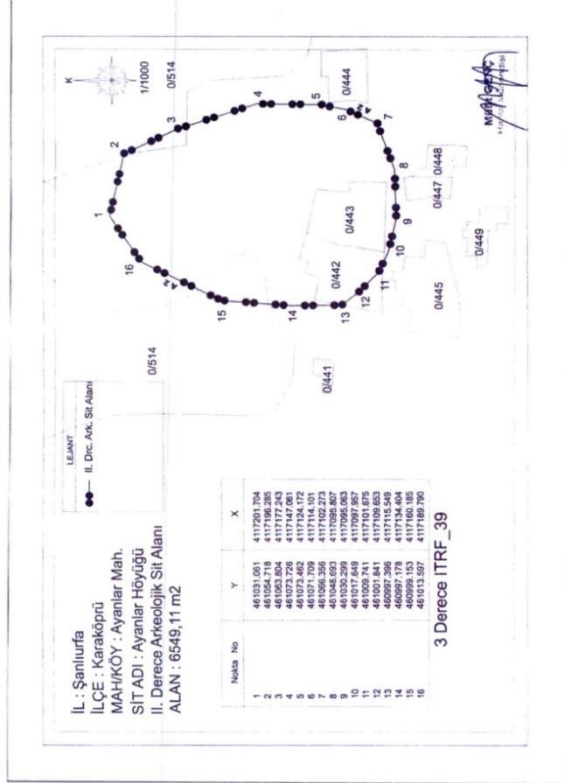 İL : Şanlıurfa
İLÇE : Karaköprü
MAH/KÖY : Ayanlar Mah.
SİT ADI : Ayanlar Höyüğü
II. Derece Arkeolojik Sit Alanı
ALAN : 6549,11 m2
LEJANT
II. Drc. Ark. Sit Alanı
Nokta No Y X
1 461031.061 4117201.704
2 461054.718 4117196.285
3 461063.804 4117177.243
4 461073.726 4117147.061
5 461073.462 4117124.172
6 461071.709 4117114.101
7 461066.356 4117102.273
8 461048.693 4117095.807
9 461030.299 4117095.063
10 461017.649 4117097.967
11 461009.741 4117101.675
12 461001.841 4117109.653
13 460997.396 4117115.549
14 460997.178 4117134.404
15 460999.153 4117160.185
16 461013.597 4117189.790
3 Derece ITRF_39
K
1/1000
0/514
0/514
1
2
3
4
5
6
7
8
9
10
11
12
13
14
15
16
0/444
0/443
0/442
0/441
0/448
0/447
0/449
0/445